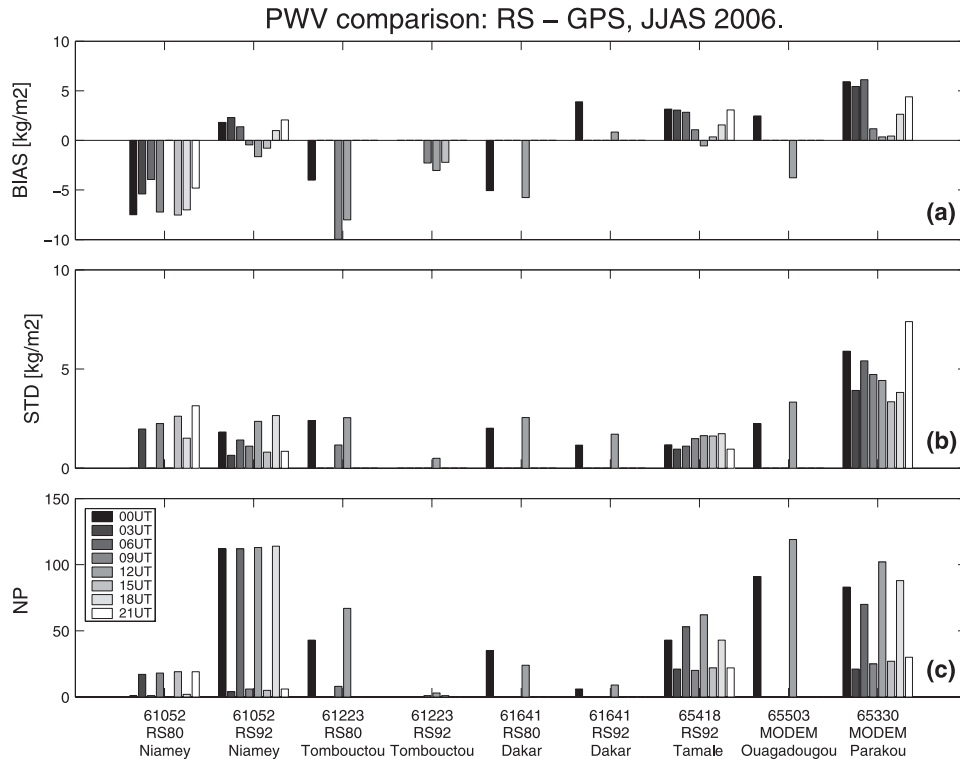 PWV comparison: RS − GPS, JJAS 2006.
BIAS [kg/m2]
10
5
0
−5
−10
(a)
STD [kg/m2]
10
5
0
(b)
NP
150
100
50
0
00UT
03UT
06UT
09UT
12UT
15UT
18UT
21UT
(c)
61052 61052 61223 61223 61641 61641 65418 65503 65330
RS80 RS92 RS80 RS92 RS80 RS92 RS92 MODEM MODEM
Niamey Niamey Tombouctou Tombouctou Dakar Dakar Tamale Ouagadougou Parakou